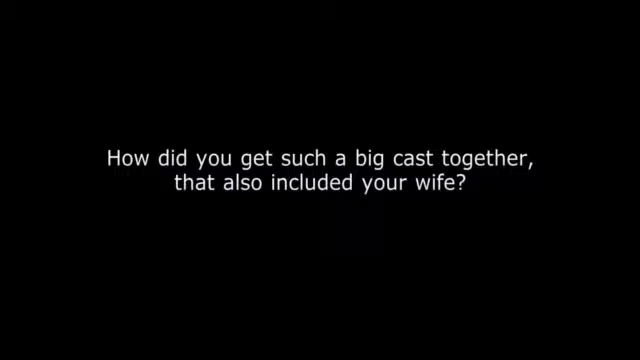 How did you get such a big cast together,
that also included your wife?